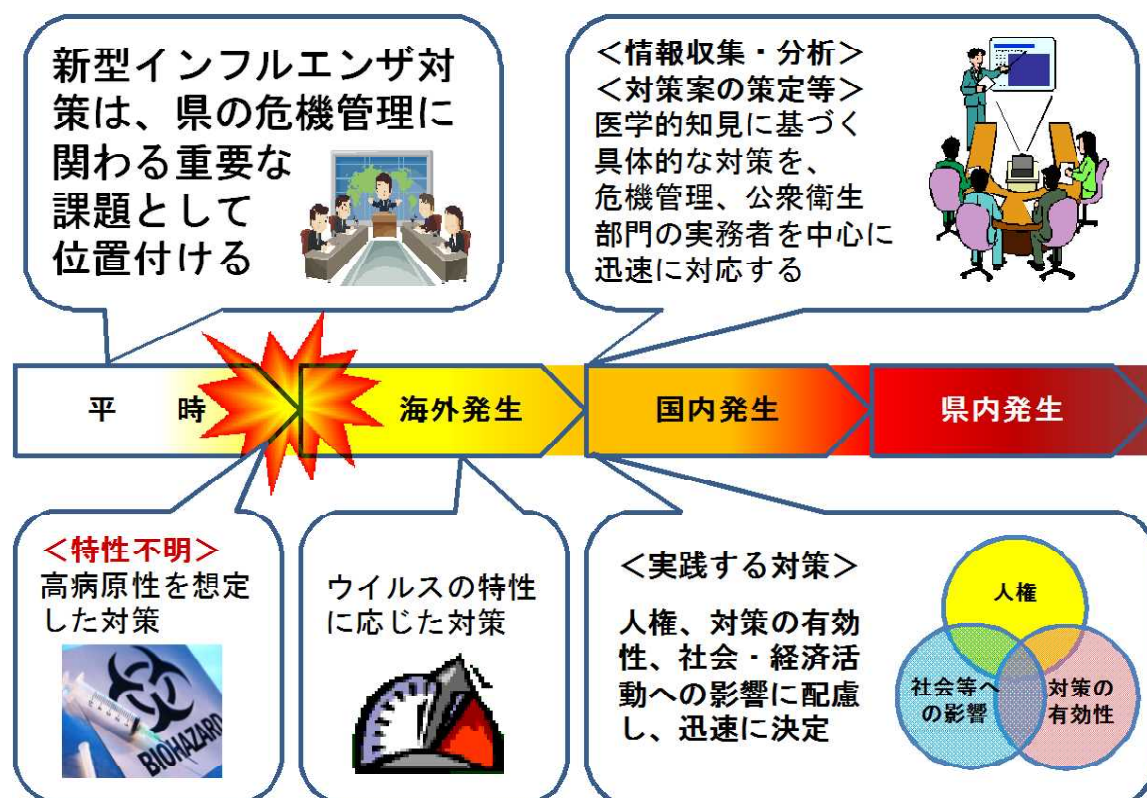 新型インフルエンザ対
策は、県の危機管理に
関わる重要な
課題として
位置付ける
＜情報収集・分析＞
＜対策案の策定等＞
医学的知見に基づく
具体的な対策を、
危機管理、公衆衛生
部門の実務者を中心に
迅速に対応する
平　時
海外発生
国内発生
県内発生
＜特性不明＞
高病原性を想定
した対策
BIOHAZARD
ウイルスの特性
に応じた対策
＜実践する対策＞
人権、対策の有効
性、社会・経済活
動への影響に配慮
し、迅速に決定
人権
社会等へ
の影響
対策の
有効性